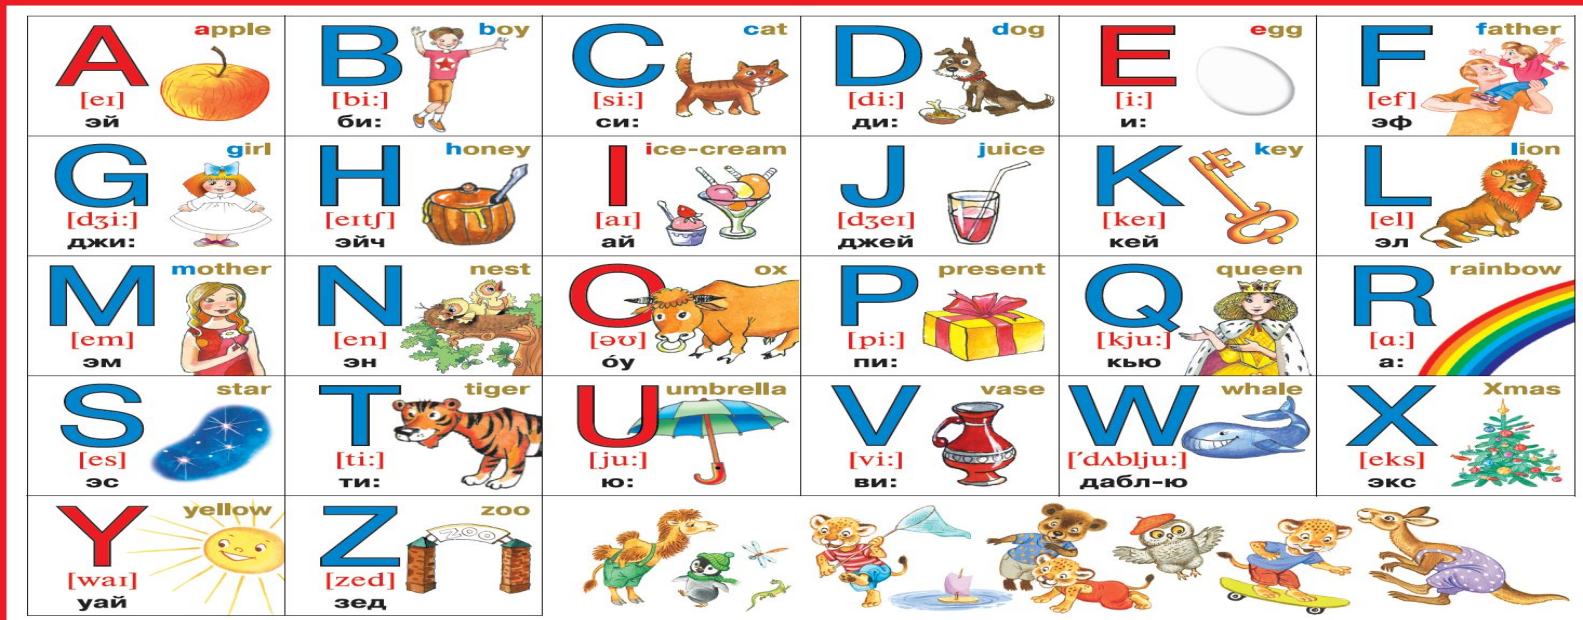 A apple
[eɪ]
эй
B boy
[bi:]
би:
C cat
[si:]
си:
D dog
[di:]
ди:
E egg
[i:]
и:
F father
[ef]
эф
G girl
[dʒi:]
джи:
H honey
[eɪtʃ]
эйч
I ice-cream
[aɪ]
ай
J juice
[dʒeɪ]
джей
K key
[keɪ]
кей
L lion
[el]
эл
M mother
[em]
эм
N nest
[en]
эн
O ox
[əʊ]
óу
P present
[pi:]
пи:
Q queen
[kju:]
кью
R rainbow
[ɑ:]
а:
S star
[es]
эс
T tiger
[ti:]
ти:
U umbrella
[ju:]
ю:
V vase
[vi:]
ви:
W whale
[ˈdʌblju:]
дабл-ю
X Xmas
[eks]
экс
Y yellow
[waɪ]
уай
Z zoo
ZOO
[zed]
зед